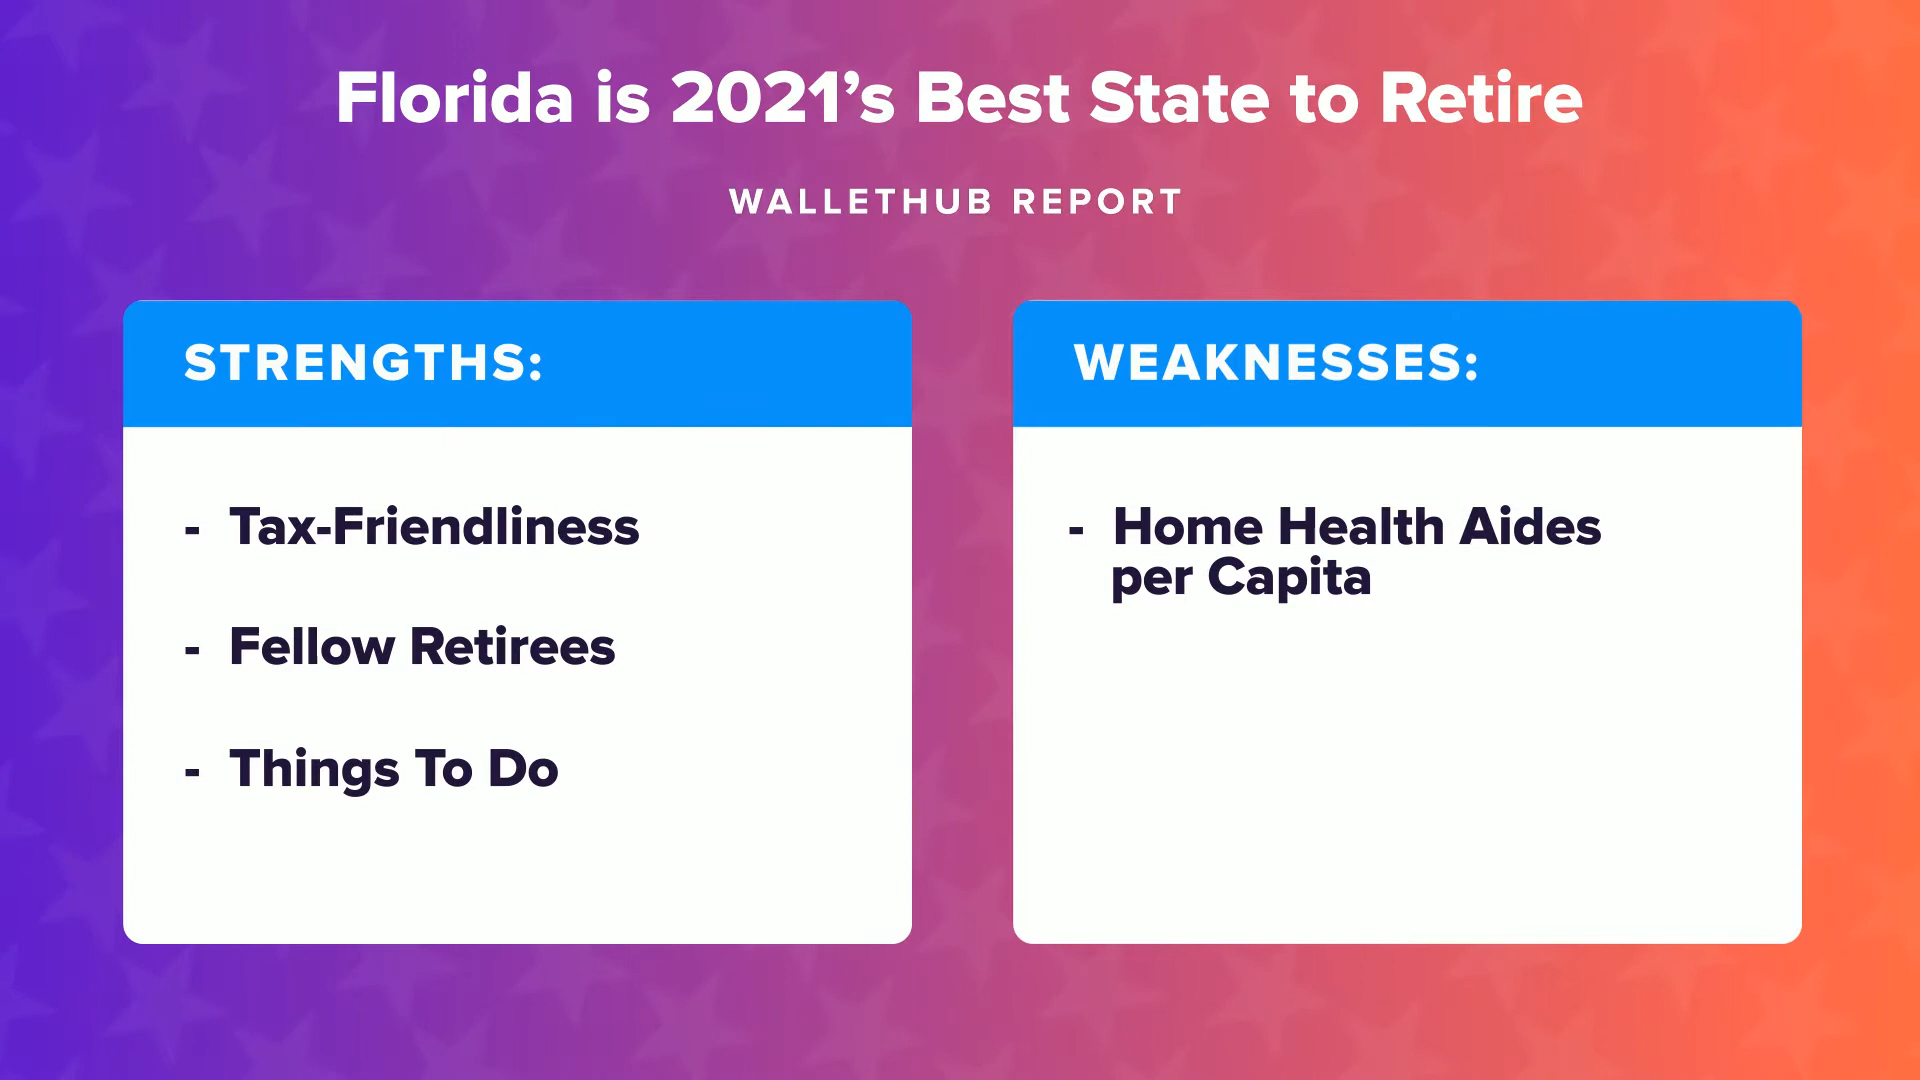 Florida is 2021’s Best State to Retire
WALLETHUB REPORT
STRENGTHS:
- Tax-Friendliness
- Fellow Retirees
- Things To Do
WEAKNESSES:
- Home Health Aides
per Capita